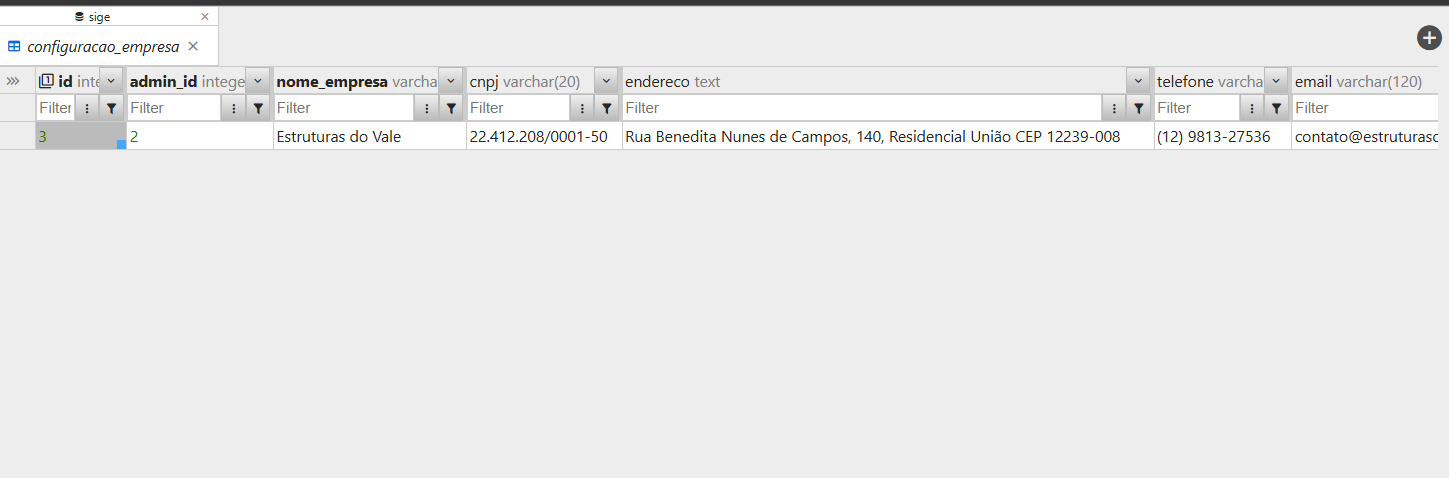 sige
configuracao_empresa
id inte admin_id intege nome_empresa varcha cnpj varchar(20) endereco text telefone varcha email varchar(120)
Filter Filter Filter Filter Filter Filter Filter
3 2 Estruturas do Vale 22.412.208/0001-50 Rua Benedita Nunes de Campos, 140, Residencial União CEP 12239-008 (12) 9813-27536 contato@estruturasc